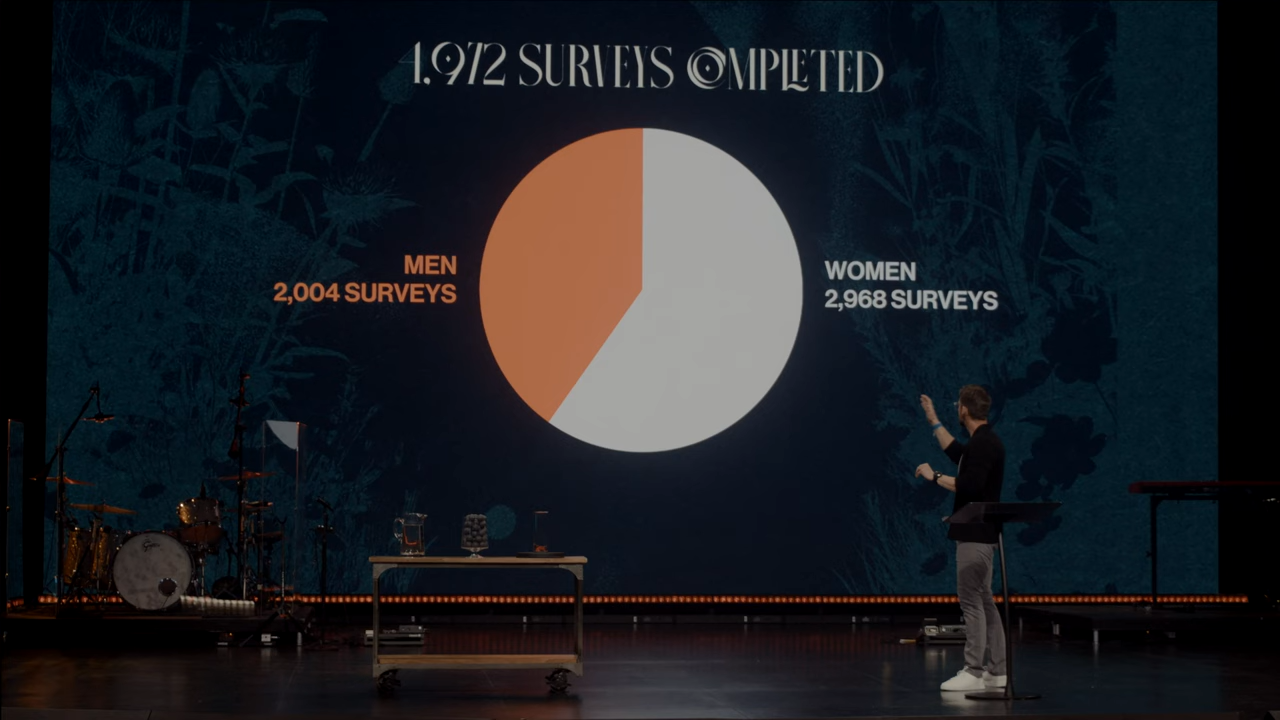 4,972 SURVEYS COMPLETED
MEN
2,004 SURVEYS
WOMEN
2,968 SURVEYS